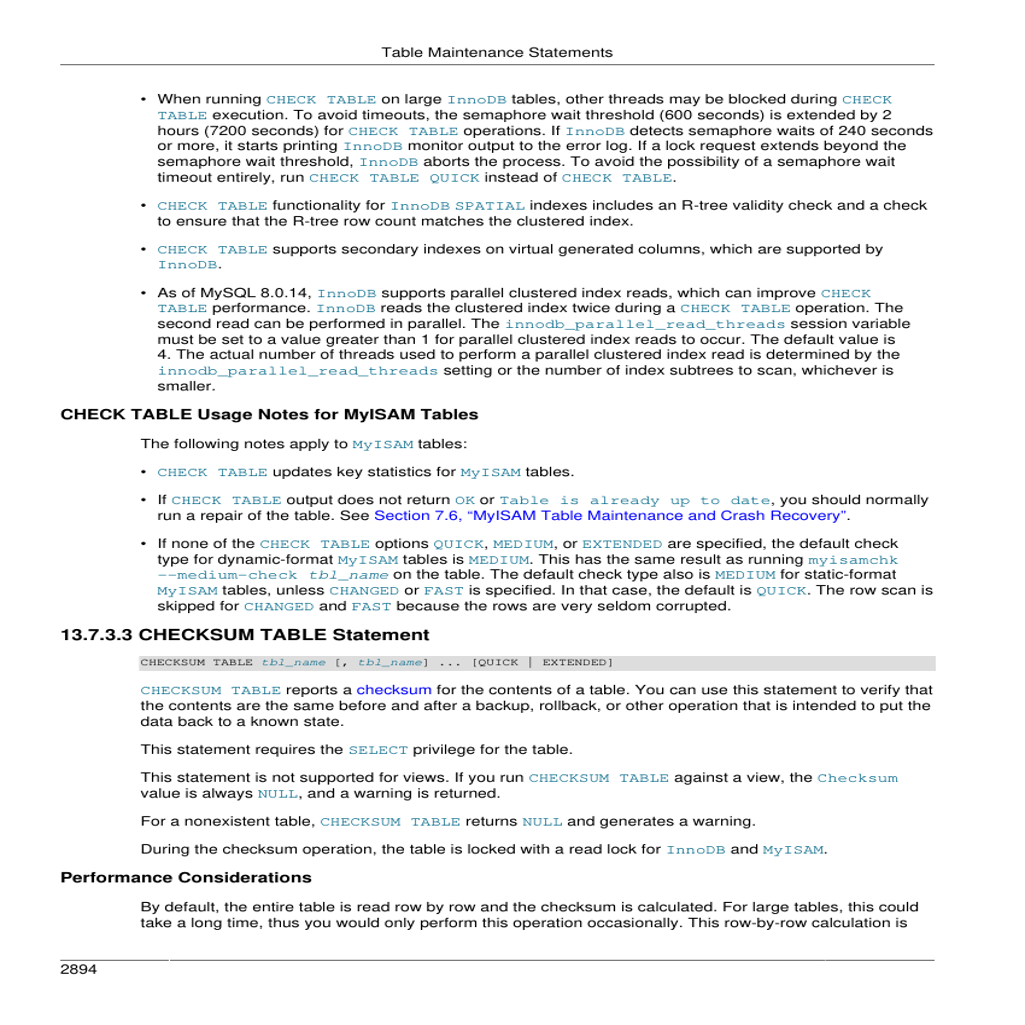 Table Maintenance Statements
• When running CHECK TABLE on large InnoDB tables, other threads may be blocked during CHECK
TABLE execution. To avoid timeouts, the semaphore wait threshold (600 seconds) is extended by 2
hours (7200 seconds) for CHECK TABLE operations. If InnoDB detects semaphore waits of 240 seconds
or more, it starts printing InnoDB monitor output to the error log. If a lock request extends beyond the
semaphore wait threshold, InnoDB aborts the process. To avoid the possibility of a semaphore wait
timeout entirely, run CHECK TABLE QUICK instead of CHECK TABLE.
• CHECK TABLE functionality for InnoDB SPATIAL indexes includes an R-tree validity check and a check
to ensure that the R-tree row count matches the clustered index.
• CHECK TABLE supports secondary indexes on virtual generated columns, which are supported by
InnoDB.
• As of MySQL 8.0.14, InnoDB supports parallel clustered index reads, which can improve CHECK
TABLE performance. InnoDB reads the clustered index twice during a CHECK TABLE operation. The
second read can be performed in parallel. The innodb_parallel_read_threads session variable
must be set to a value greater than 1 for parallel clustered index reads to occur. The default value is
4. The actual number of threads used to perform a parallel clustered index read is determined by the
innodb_parallel_read_threads setting or the number of index subtrees to scan, whichever is
smaller.
CHECK TABLE Usage Notes for MyISAM Tables
The following notes apply to MyISAM tables:
• CHECK TABLE updates key statistics for MyISAM tables.
• If CHECK TABLE output does not return OK or Table is already up to date, you should normally
run a repair of the table. See Section 7.6, “MyISAM Table Maintenance and Crash Recovery”.
• If none of the CHECK TABLE options QUICK, MEDIUM, or EXTENDED are specified, the default check
type for dynamic-format MyISAM tables is MEDIUM. This has the same result as running myisamchk
--medium-check tbl_name on the table. The default check type also is MEDIUM for static-format
MyISAM tables, unless CHANGED or FAST is specified. In that case, the default is QUICK. The row scan is
skipped for CHANGED and FAST because the rows are very seldom corrupted.
13.7.3.3 CHECKSUM TABLE Statement
CHECKSUM TABLE tbl_name [, tbl_name] ... [QUICK | EXTENDED]
CHECKSUM TABLE reports a checksum for the contents of a table. You can use this statement to verify that
the contents are the same before and after a backup, rollback, or other operation that is intended to put the
data back to a known state.
This statement requires the SELECT privilege for the table.
This statement is not supported for views. If you run CHECKSUM TABLE against a view, the Checksum
value is always NULL, and a warning is returned.
For a nonexistent table, CHECKSUM TABLE returns NULL and generates a warning.
During the checksum operation, the table is locked with a read lock for InnoDB and MyISAM.
Performance Considerations
By default, the entire table is read row by row and the checksum is calculated. For large tables, this could
take a long time, thus you would only perform this operation occasionally. This row-by-row calculation is
2894